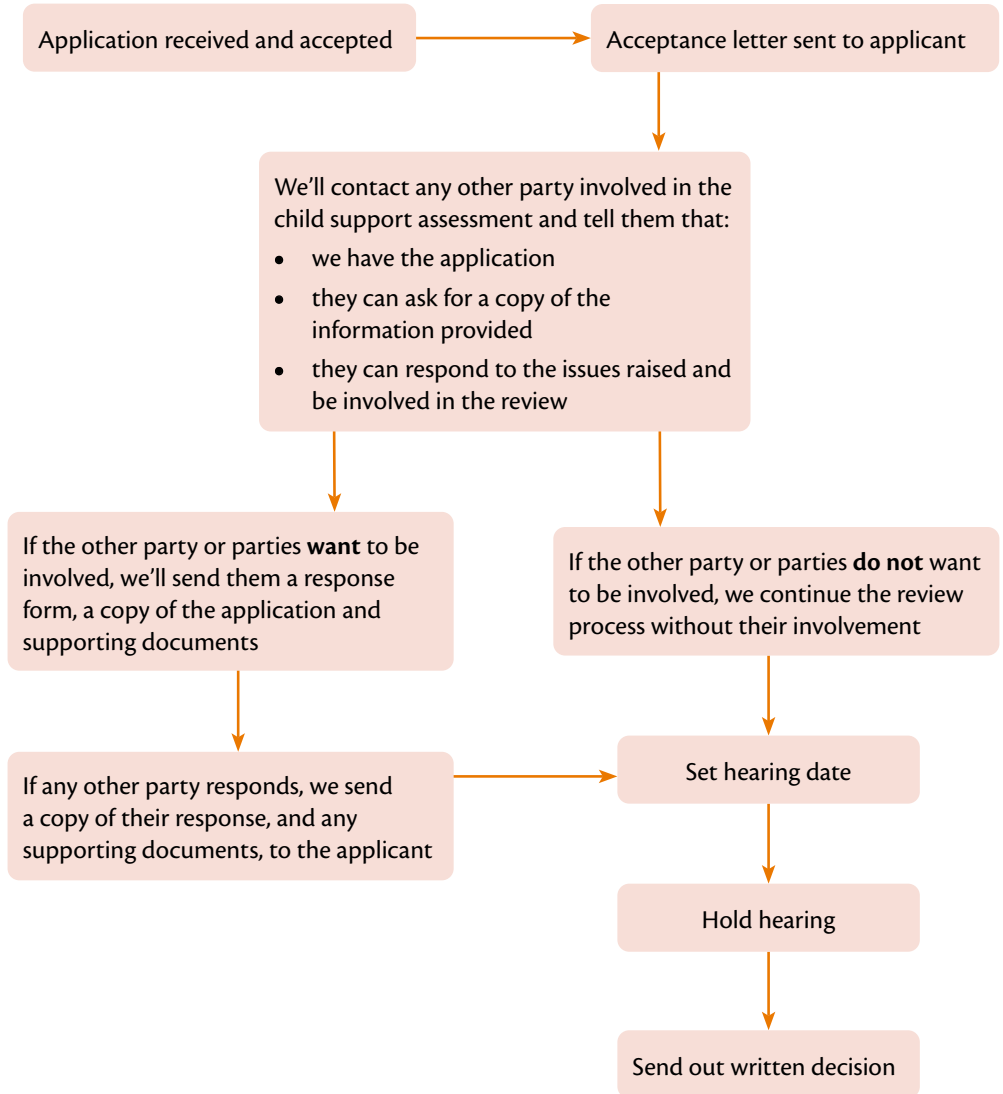 Application received and accepted
Acceptance letter sent to applicant
We’ll contact any other party involved in the
child support assessment and tell them that:
• we have the application
• they can ask for a copy of the
information provided
• they can respond to the issues raised and
be involved in the review
If the other party or parties want to be
involved, we’ll send them a response
form, a copy of the application and
supporting documents
If the other party or parties do not want
to be involved, we continue the review
process without their involvement
If any other party responds, we send
a copy of their response, and any
supporting documents, to the applicant
Set hearing date
Hold hearing
Send out written decision